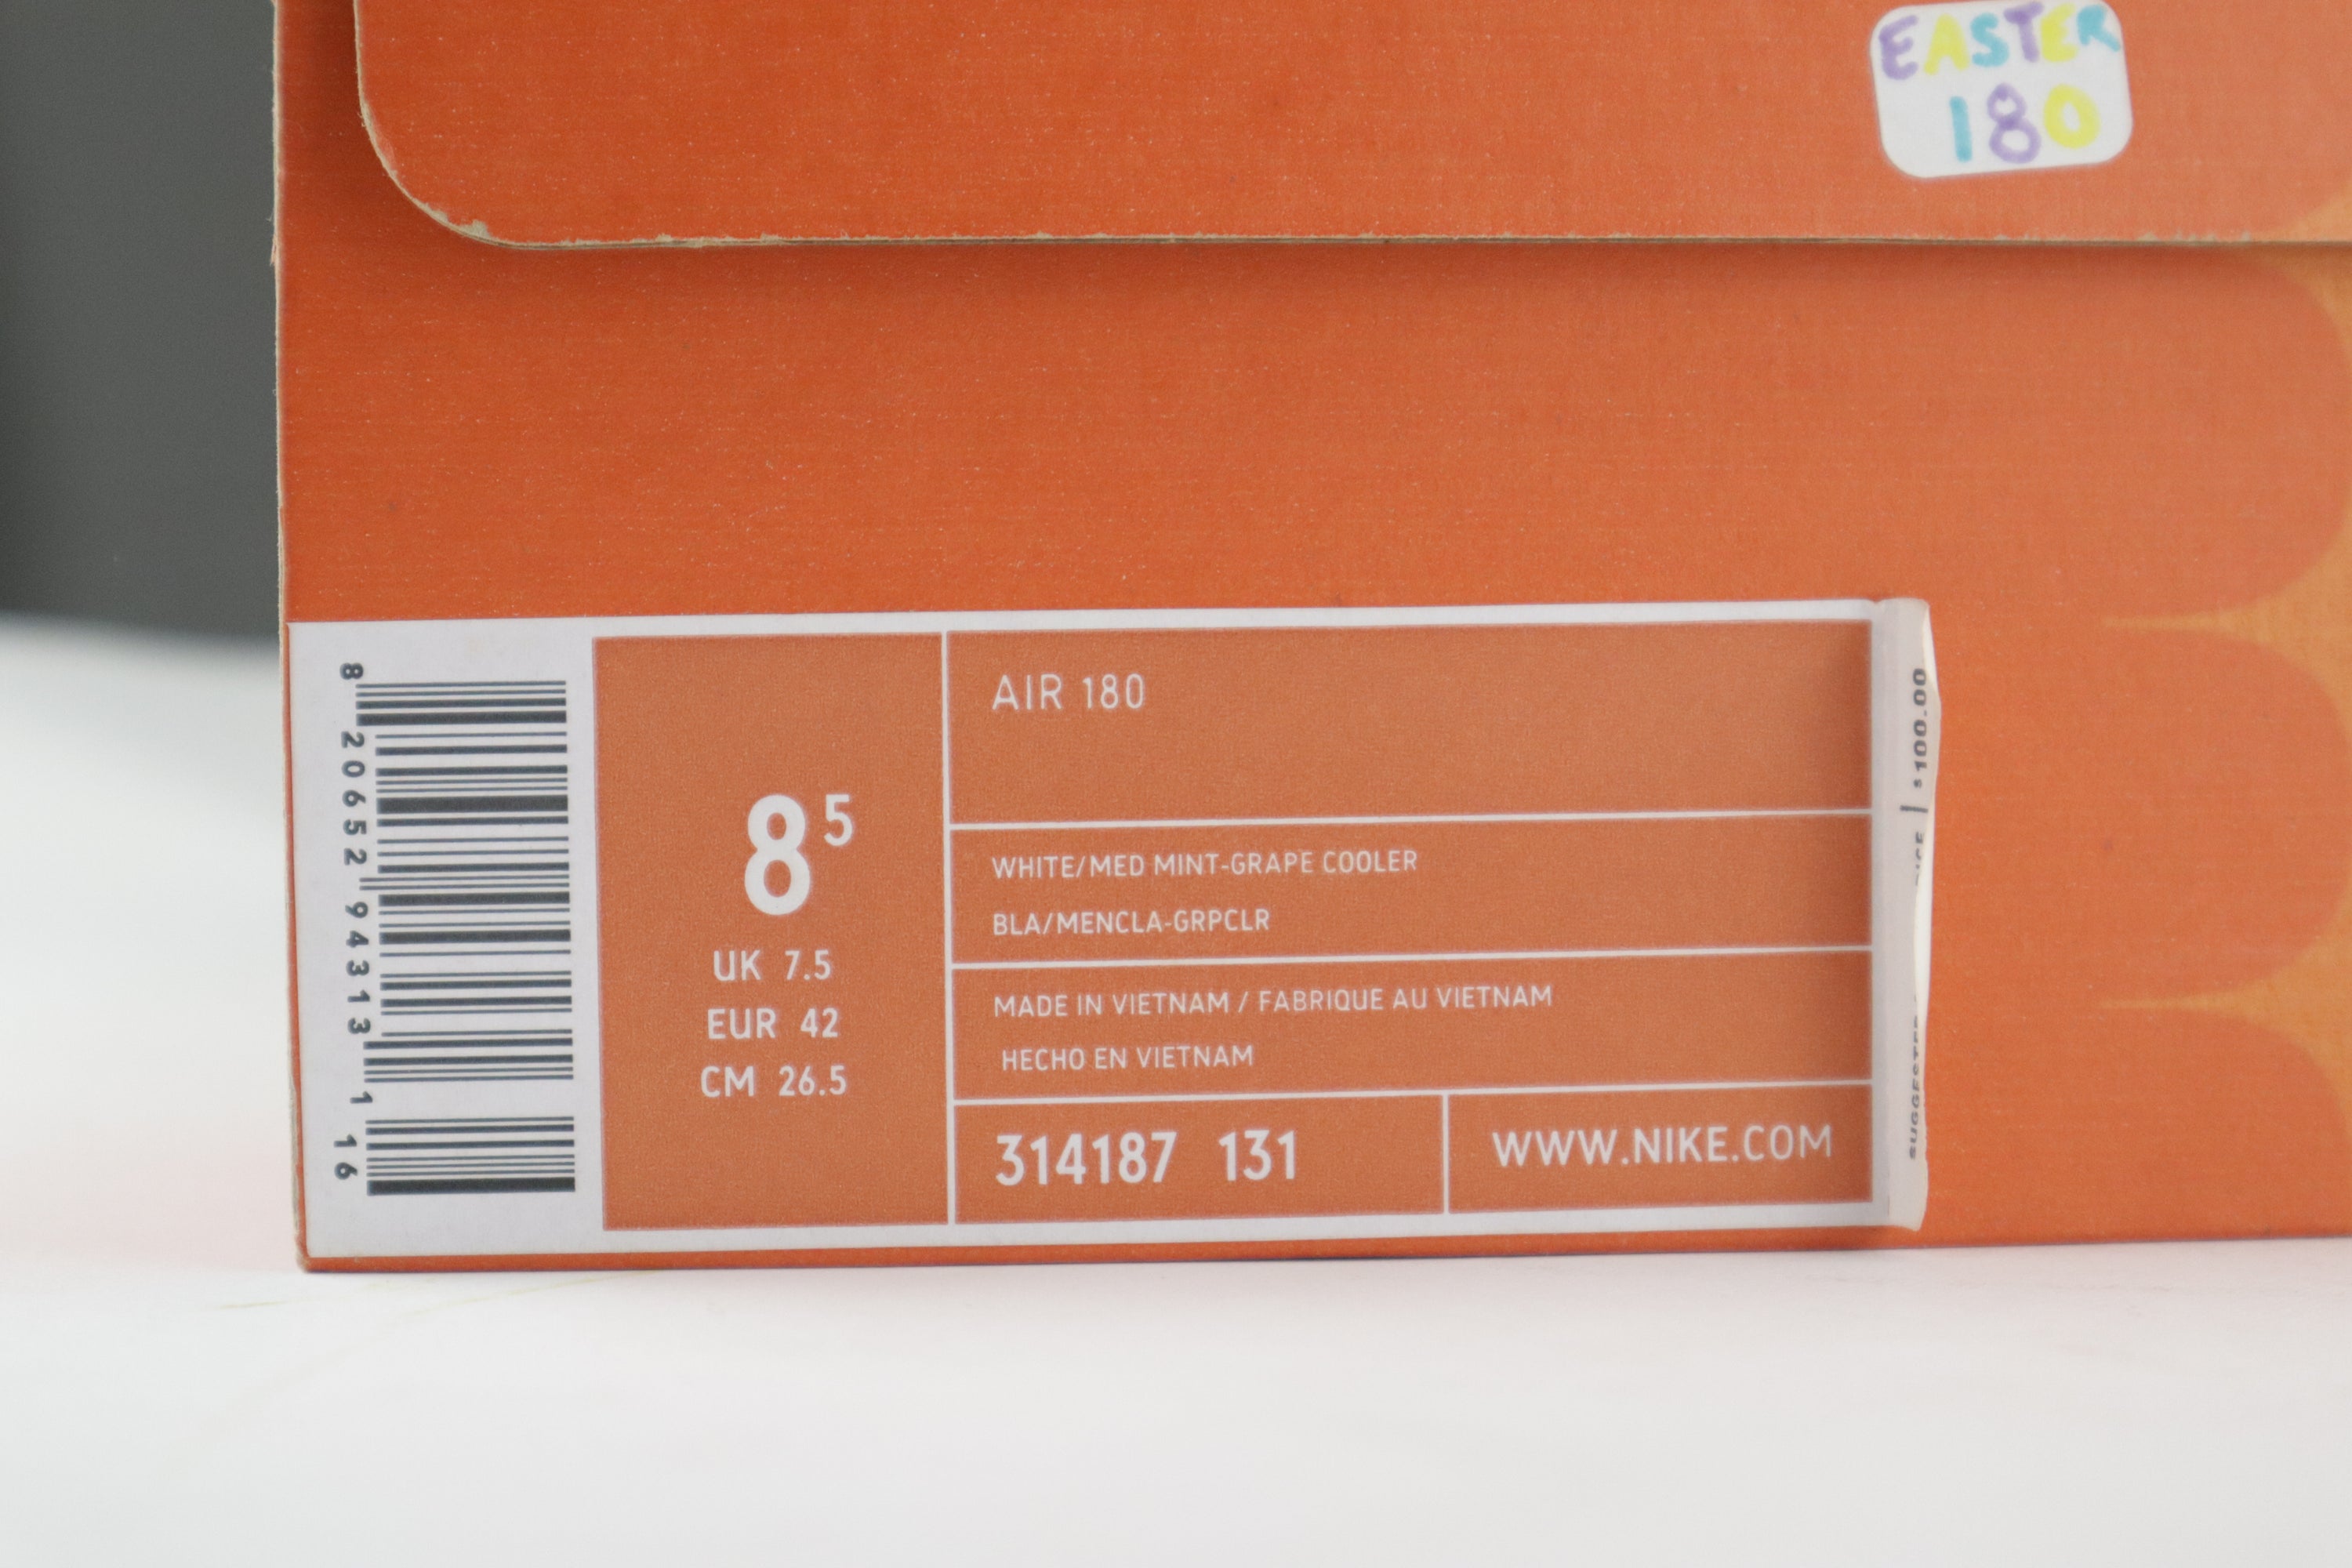 EASTER
180
8 20652 94313 1 16
8 5
UK 7.5
EUR 42
CM 26.5
AIR 180
WHITE/MED MINT-GRAPE COOLER
BLA/MENCLA-GRPCLR
MADE IN VIETNAM / FABRIQUE AU VIETNAM
HECHO EN VIETNAM
314187 131
WWW.NIKE.COM
SUGGESTED | $100.00